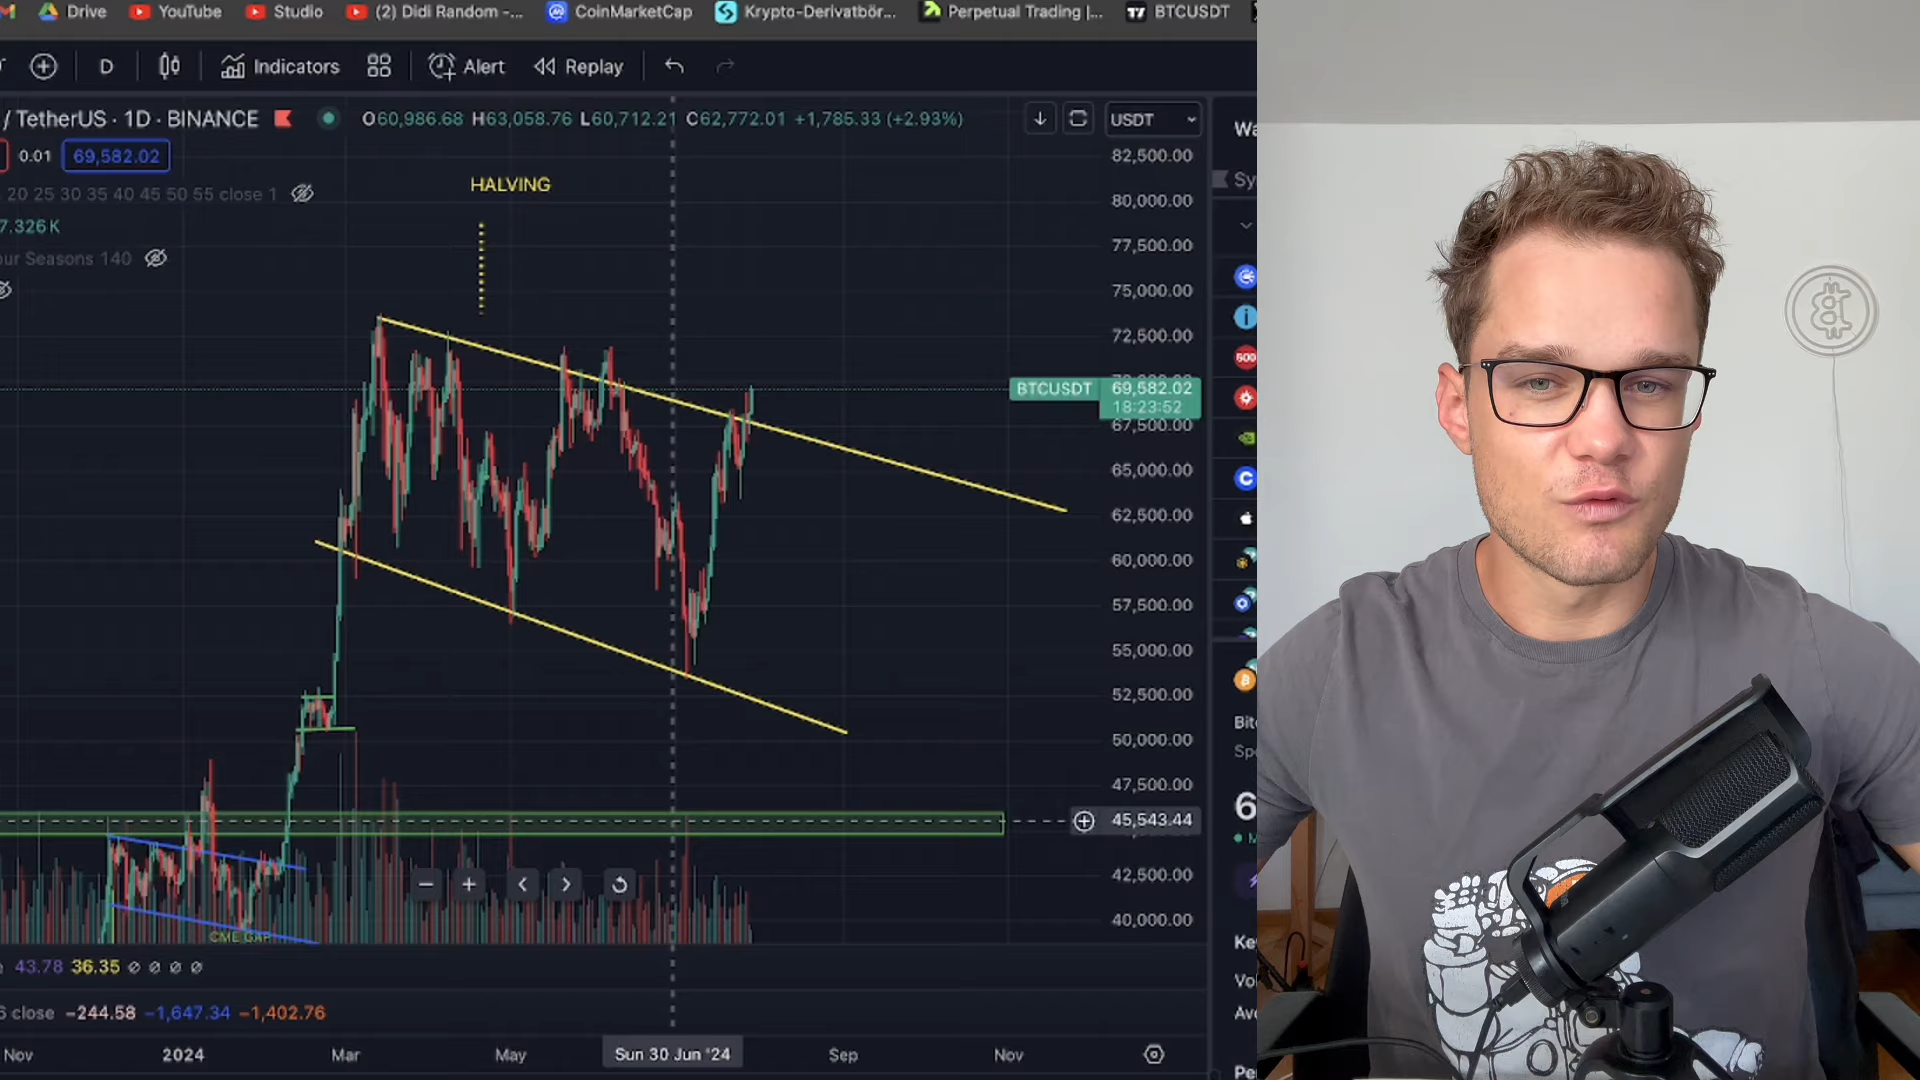 Drive YouTube Studio (2) Didi Random -... CoinMarketCap Krypto-Derivatbör... Perpetual Trading |... BTCUSDT
D Indicators Alert Replay
/ TetherUS · 1D · BINANCE O60,986.68 H63,058.76 L60,712.21 C62,772.01 +1,785.33 (+2.93%) USDT
0.01 69,582.02
20 25 30 35 40 45 50 55 close 1
7.326K
our Seasons 140
HALVING
82,500.00
80,000.00
77,500.00
75,000.00
72,500.00
BTCUSDT 69,582.02
18:23:52
67,500.00
65,000.00
62,500.00
60,000.00
57,500.00
55,000.00
52,500.00
50,000.00
47,500.00
45,543.44
42,500.00
40,000.00
CME GAP
43.78 36.35
close −244.58 −1,647.34 −1,402.76
Nov 2024 Mar May Sun 30 Jun '24 Sep Nov
Wa
Sy
500
Bit
Sp
6
M
Ke
Vol
Ave
Pe